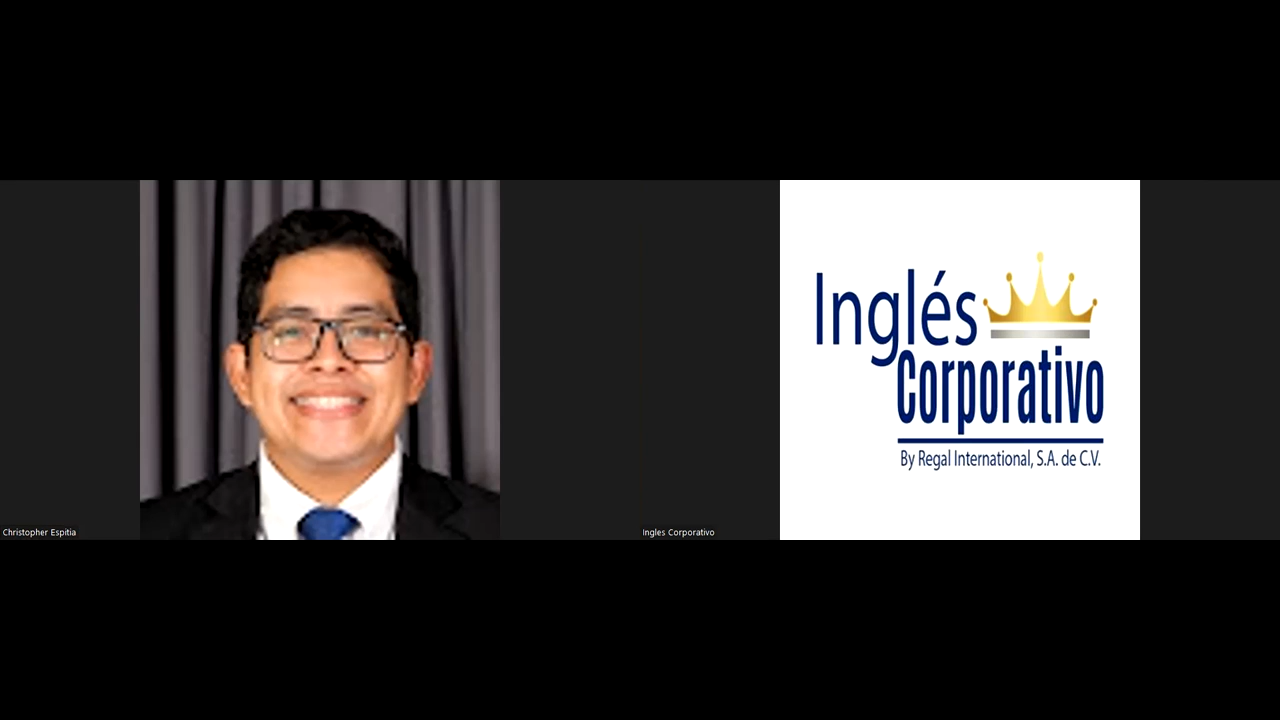 Inglés
Corporativo
By Regal International, S.A. de C.V.
Christopher Espitia
Ingles Corporativo